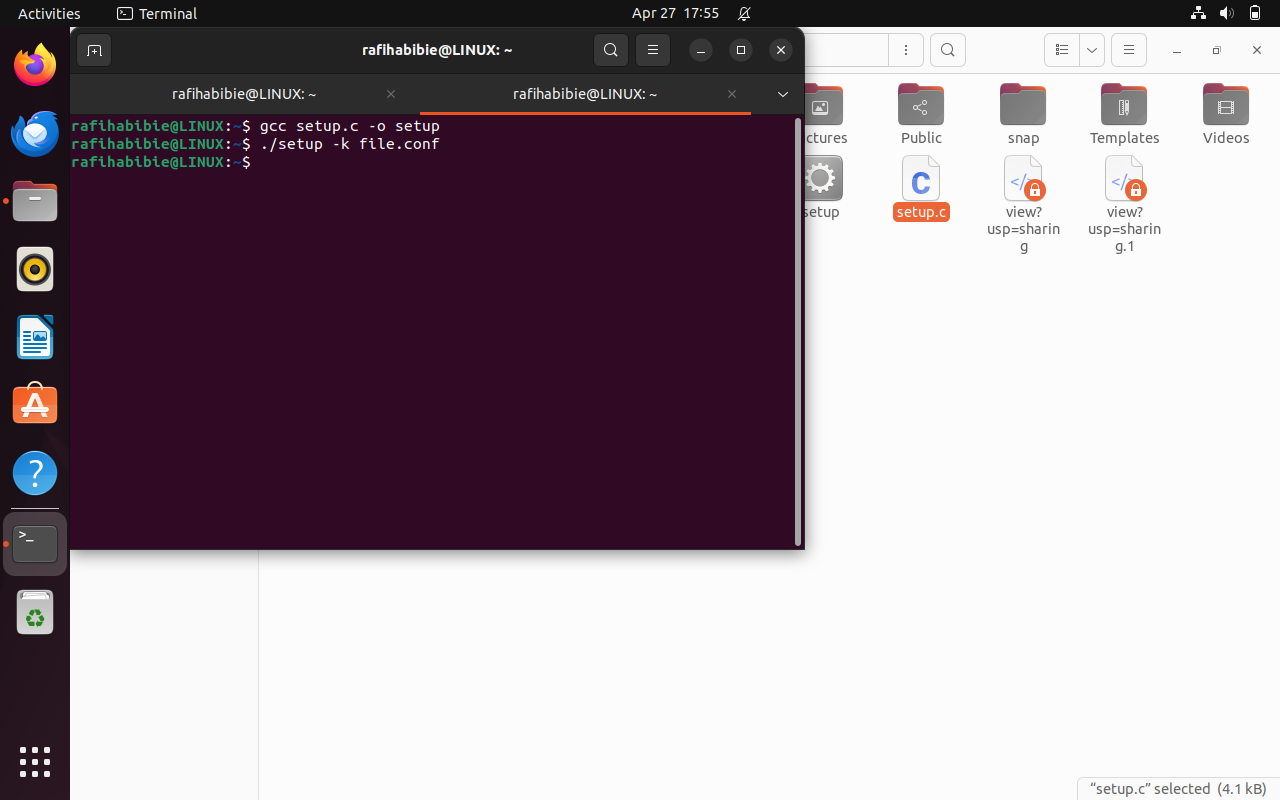 Activities
Terminal
Apr 27 17:55
rafihabibie@LINUX: ~
rafihabibie@LINUX: ~
rafihabibie@LINUX: ~
rafihabibie@LINUX:~$ gcc setup.c -o setup
rafihabibie@LINUX:~$ ./setup -k file.conf
rafihabibie@LINUX:~$
ctures
Public
snap
Templates
Videos
setup
setup.c
view?
usp=sharin
g
view?
usp=sharin
g.1
“setup.c” selected (4.1 kB)